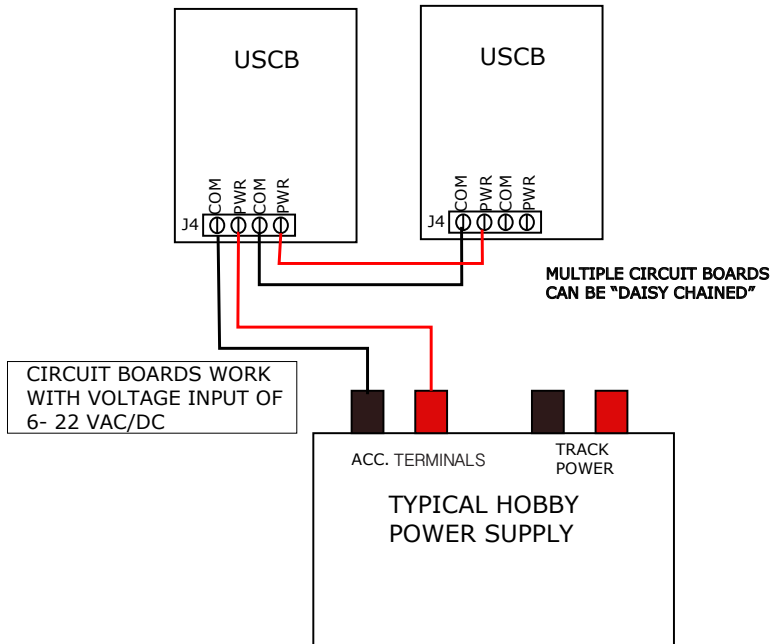 USCB
USCB
COM
PWR
COM
PWR
J4
COM
PWR
COM
PWR
J4
MULTIPLE CIRCUIT BOARDS
CAN BE “DAISY CHAINED”
CIRCUIT BOARDS WORK
WITH VOLTAGE INPUT OF
6- 22 VAC/DC
ACC. TERMINALS
TRACK
POWER
TYPICAL HOBBY
POWER SUPPLY